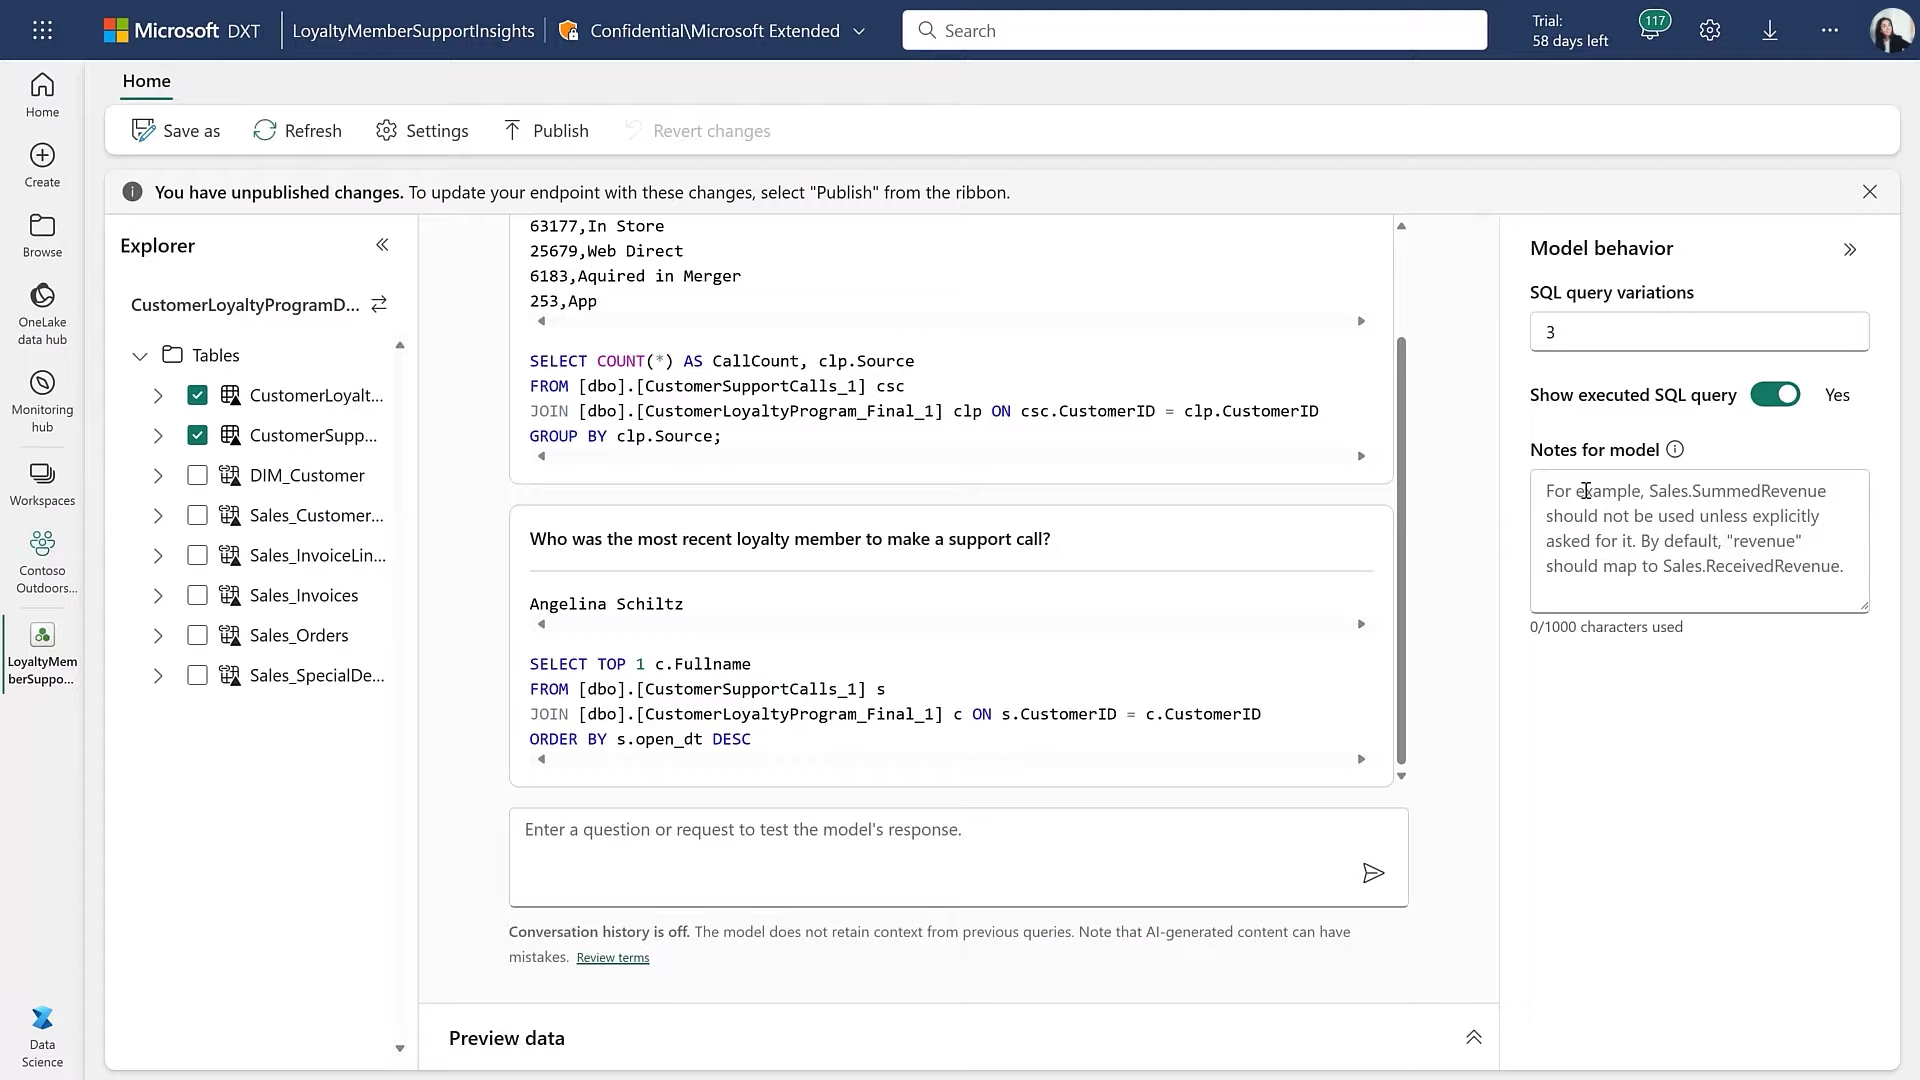 Microsoft DXT
LoyaltyMemberSupportInsights
Confidential\Microsoft Extended
Search
Trial:
58 days left
117
Home
Create
Browse
OneLake
data hub
Monitoring
hub
Workspaces
Contoso
Outdoors...
LoyaltyMem
berSuppo...
Data
Science
Home
Save as
Refresh
Settings
Publish
Revert changes
You have unpublished changes. To update your endpoint with these changes, select "Publish" from the ribbon.
Explorer
CustomerLoyaltyProgramD...
Tables
CustomerLoyalt...
CustomerSupp...
DIM_Customer
Sales_Customer...
Sales_InvoiceLin...
Sales_Invoices
Sales_Orders
Sales_SpecialDe...
63177,In Store
25679,Web Direct
6183,Aquired in Merger
253,App
SELECT COUNT(*) AS CallCount, clp.Source
FROM [dbo].[CustomerSupportCalls_1] csc
JOIN [dbo].[CustomerLoyaltyProgram_Final_1] clp ON csc.CustomerID = clp.CustomerID
GROUP BY clp.Source;
Who was the most recent loyalty member to make a support call?
Angelina Schiltz
SELECT TOP 1 c.Fullname
FROM [dbo].[CustomerSupportCalls_1] s
JOIN [dbo].[CustomerLoyaltyProgram_Final_1] c ON s.CustomerID = c.CustomerID
ORDER BY s.open_dt DESC
Enter a question or request to test the model's response.
Conversation history is off. The model does not retain context from previous queries. Note that AI-generated content can have
mistakes. Review terms
Preview data
Model behavior
SQL query variations
3
Show executed SQL query Yes
Notes for model
For example, Sales.SummedRevenue
should not be used unless explicitly
asked for it. By default, "revenue"
should map to Sales.ReceivedRevenue.
0/1000 characters used